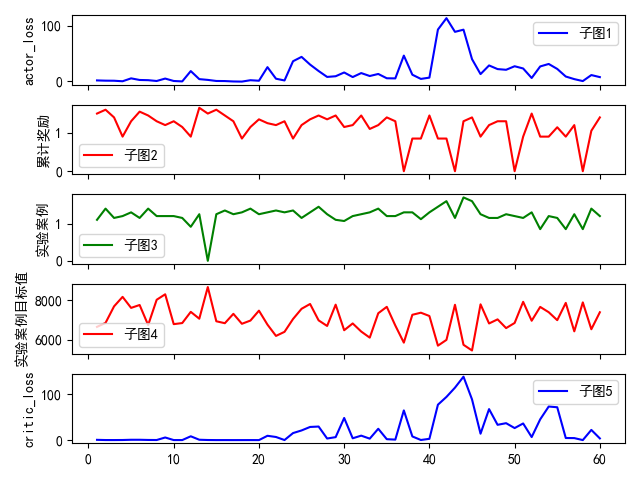 actor_loss
100
0
子图1
累计奖励
1
0
子图2
实验案例
1
0
子图3
实验案例目标值
8000
6000
子图4
critic_loss
100
0
子图5
0 10 20 30 40 50 60